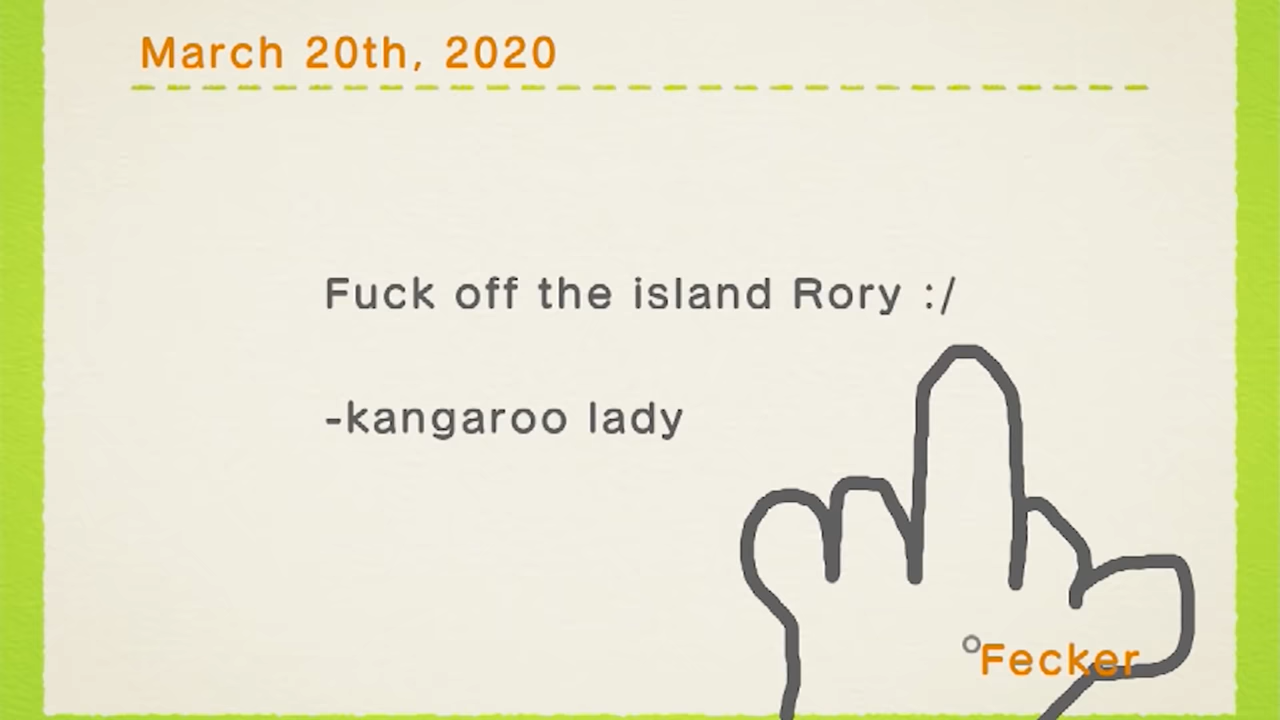 March 20th, 2020
Fuck off the island Rory :/
-kangaroo lady
Fecker